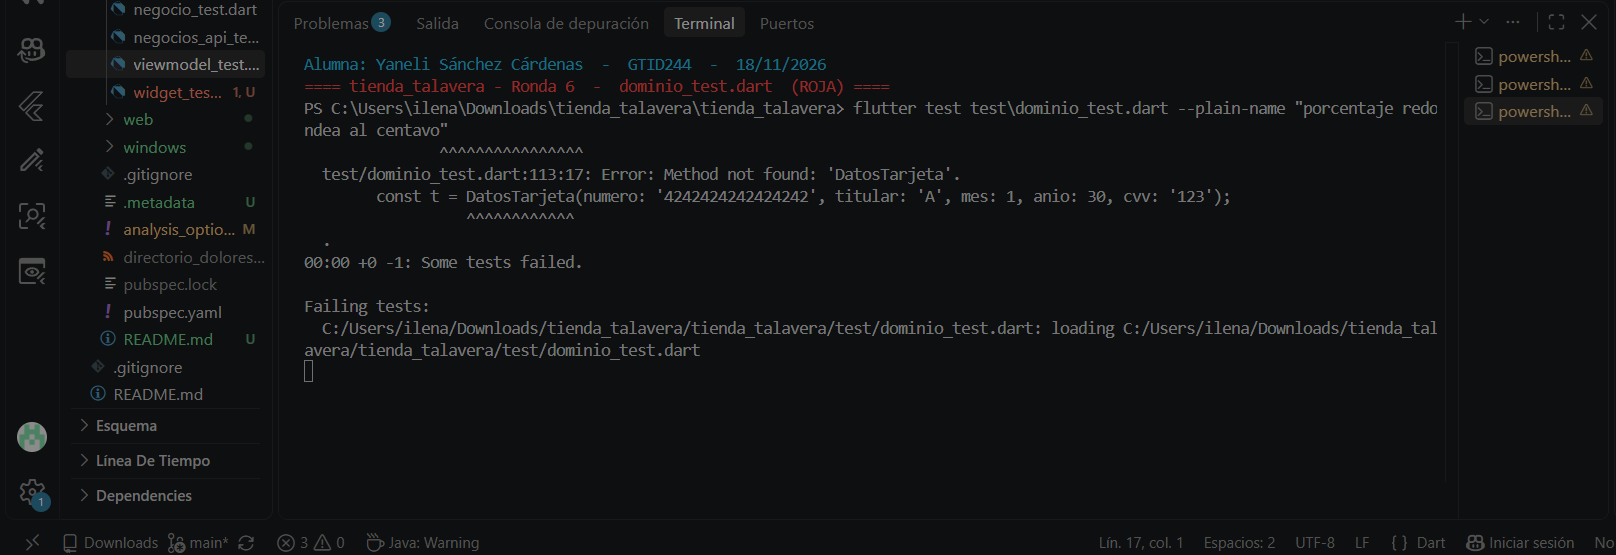 negocio_test.dart
negocios_api_te...
viewmodel_test....
widget_tes... 1, U
web
windows
.gitignore
.metadata U
analysis_optio... M
directorio_dolores...
pubspec.lock
pubspec.yaml
README.md U
.gitignore
README.md
Esquema
Línea De Tiempo
Dependencies
1
Problemas 3 Salida Consola de depuración Terminal Puertos
Alumna: Yaneli Sánchez Cárdenas - GTID244 - 18/11/2026
==== tienda_talavera - Ronda 6 - dominio_test.dart (ROJA) ====
PS C:\Users\ilena\Downloads\tienda_talavera\tienda_talavera> flutter test test\dominio_test.dart --plain-name "porcentaje redo
ndea al centavo"
^^^^^^^^^^^^^^^^
test/dominio_test.dart:113:17: Error: Method not found: 'DatosTarjeta'.
const t = DatosTarjeta(numero: '4242424242424242', titular: 'A', mes: 1, anio: 30, cvv: '123');
^^^^^^^^^^^^
.
00:00 +0 -1: Some tests failed.
Failing tests:
C:/Users/ilena/Downloads/tienda_talavera/tienda_talavera/test/dominio_test.dart: loading C:/Users/ilena/Downloads/tienda_tal
avera/tienda_talavera/test/dominio_test.dart
powersh...
powersh...
powersh...
Downloads main* 3 0 Java: Warning Lín. 17, col. 1 Espacios: 2 UTF-8 LF { } Dart Iniciar sesión No